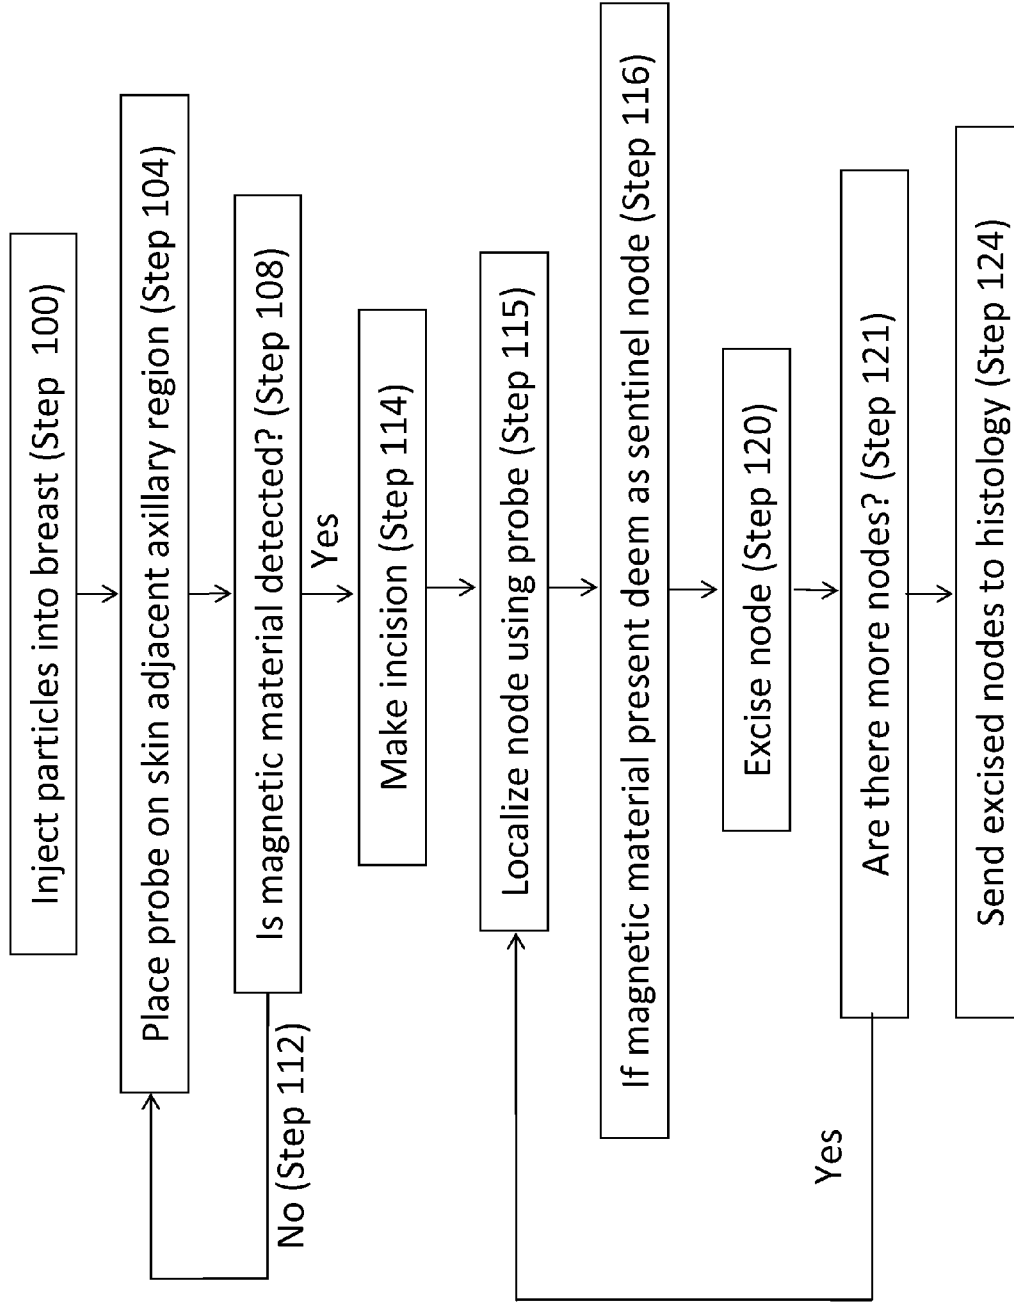 Inject particles into breast (Step 100)
Place probe on skin adjacent axillary region (Step 104)
Is magnetic material detected? (Step 108)
No (Step 112)
Yes
Make incision (Step 114)
Localize node using probe (Step 115)
If magnetic material present deem as sentinel node (Step 116)
Excise node (Step 120)
Are there more nodes? (Step 121)
Yes
Send excised nodes to histology (Step 124)